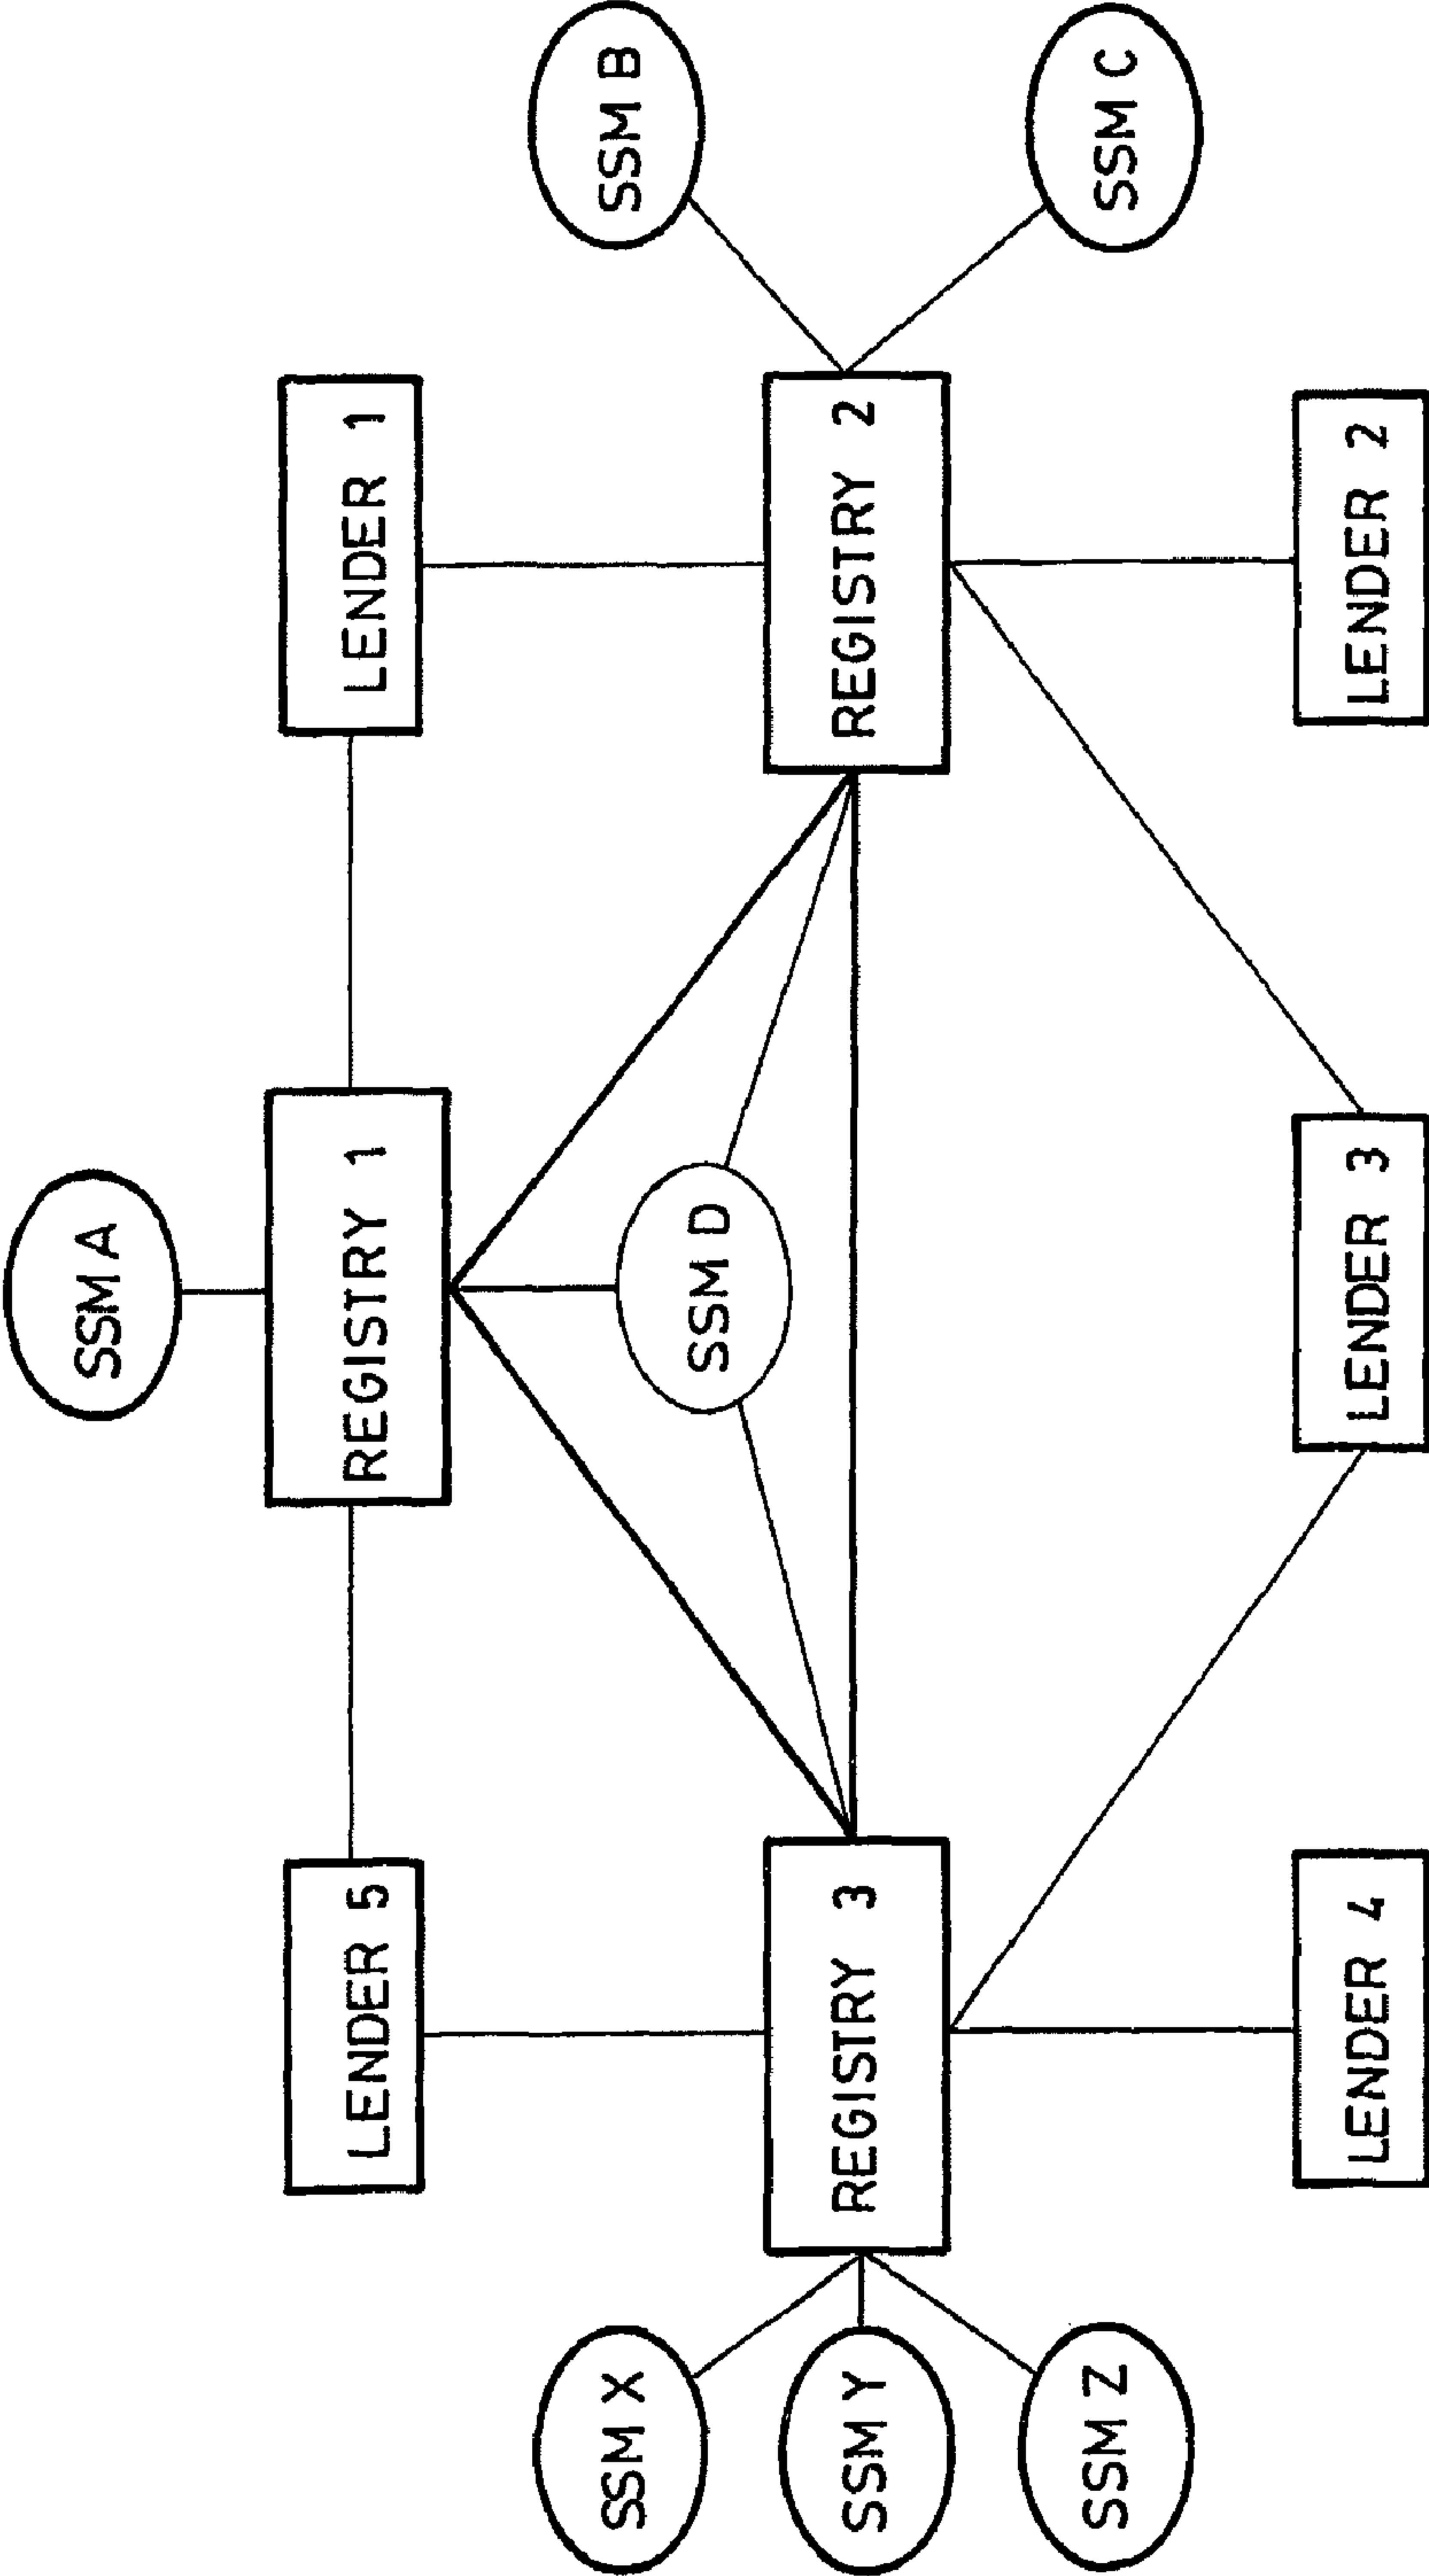 SSM A
LENDER 5
REGISTRY 1
LENDER 1
SSM X
SSM D
SSM B
SSM Y
REGISTRY 3
REGISTRY 2
SSM Z
SSM C
LENDER 4
LENDER 3
LENDER 2